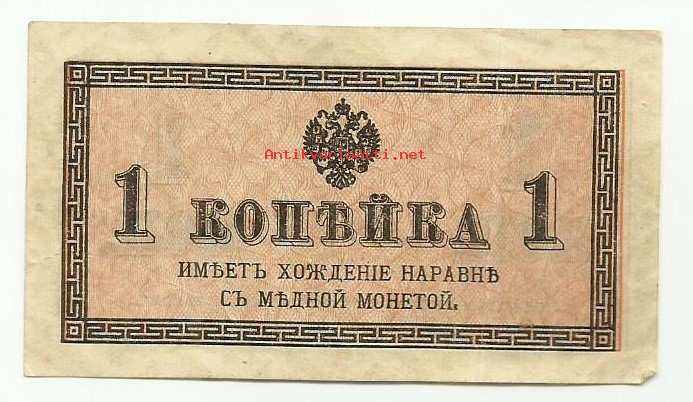 Antikvariaatti.net
1 КОПѢЙКА 1
ИМѢЕТЪ ХОЖДЕНІЕ НАРАВНѢ
СЪ МѢДНОЙ МОНЕТОЙ.